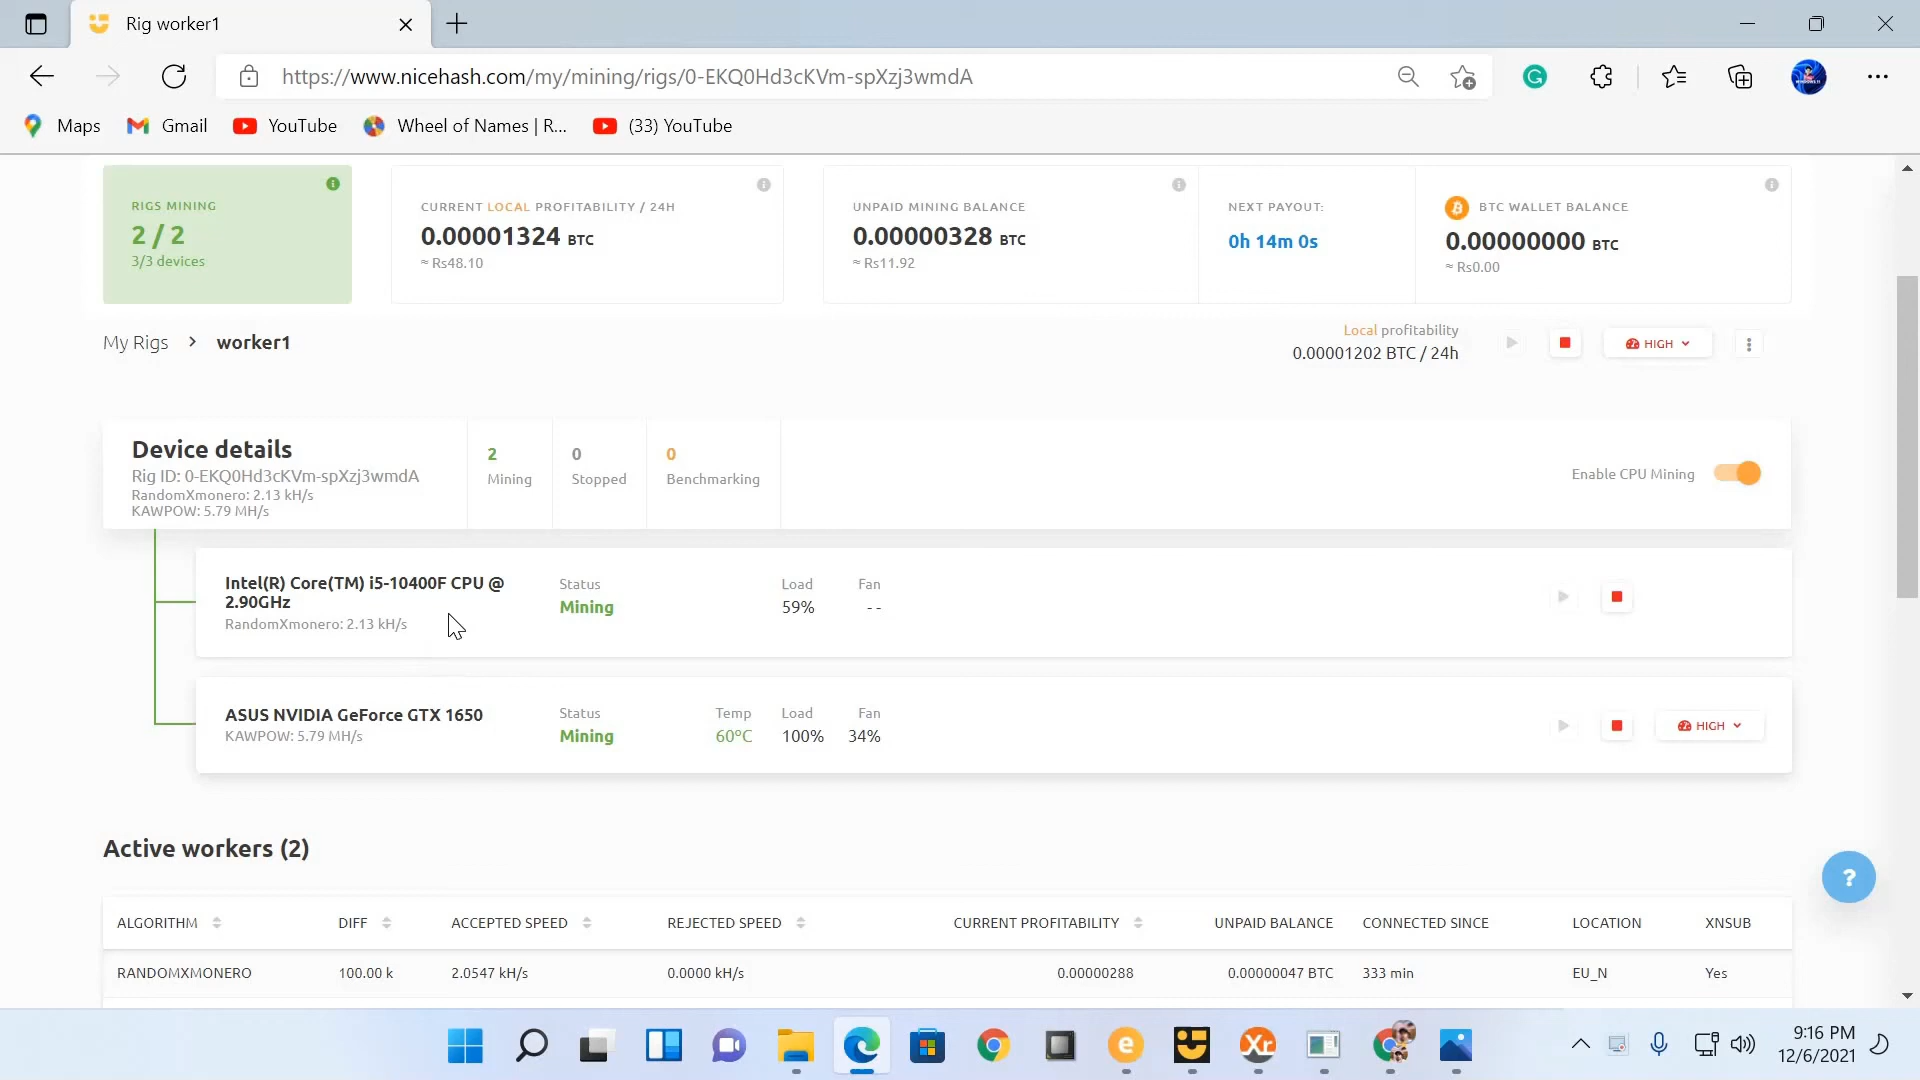 Rig worker1
https://www.nicehash.com/my/mining/rigs/0-EKQ0Hd3cKVm-spXzj3wmdA
Maps
Gmail
YouTube
Wheel of Names | R...
(33) YouTube
RIGS MINING
2 / 2
3/3 devices
CURRENT LOCAL PROFITABILITY / 24H
0.00001324 BTC
≈ Rs48.10
UNPAID MINING BALANCE
0.00000328 BTC
≈ Rs11.92
NEXT PAYOUT:
0h 14m 0s
BTC WALLET BALANCE
0.00000000 BTC
≈ Rs0.00
My Rigs > worker1
Local profitability
0.00001202 BTC / 24h
HIGH
Device details
Rig ID: 0-EKQ0Hd3cKVm-spXzj3wmdA
RandomXmonero: 2.13 kH/s
KAWPOW: 5.79 MH/s
2
Mining
0
Stopped
0
Benchmarking
Enable CPU Mining
Intel(R) Core(TM) i5-10400F CPU @
2.90GHz
RandomXmonero: 2.13 kH/s
Status
Mining
Load
59%
Fan
- -
ASUS NVIDIA GeForce GTX 1650
KAWPOW: 5.79 MH/s
Status
Mining
Temp
60°C
Load
100%
Fan
34%
HIGH
Active workers (2)
?
ALGORITHM DIFF ACCEPTED SPEED REJECTED SPEED CURRENT PROFITABILITY UNPAID BALANCE CONNECTED SINCE LOCATION XNSUB
RANDOMXMONERO 100.00 k 2.0547 kH/s 0.0000 kH/s 0.00000288 0.00000047 BTC 333 min EU_N Yes
9:16 PM
12/6/2021